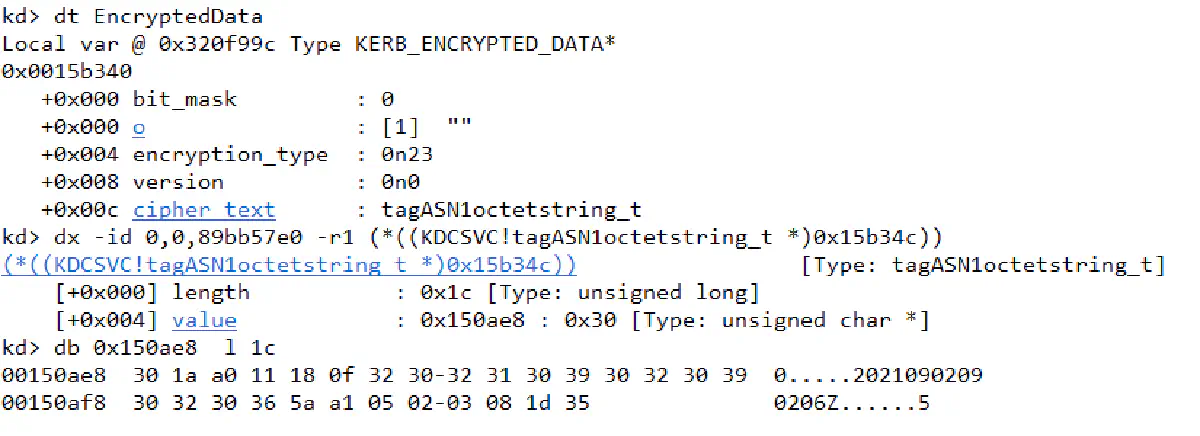 kd> dt EncryptedData
Local var @ 0x320f99c Type KERB_ENCRYPTED_DATA*
0x0015b340
   +0x000 bit_mask         : 0
   +0x000 o                : [1]  ""
   +0x004 encryption_type  : 0n23
   +0x008 version          : 0n0
   +0x00c cipher_text      : tagASN1octetstring_t
kd> dx -id 0,0,89bb57e0 -r1 (*((KDCSVC!tagASN1octetstring_t *)0x15b34c))
(*((KDCSVC!tagASN1octetstring_t *)0x15b34c))                 [Type: tagASN1octetstring_t]
    [+0x000] length           : 0x1c [Type: unsigned long]
    [+0x004] value            : 0x150ae8 : 0x30 [Type: unsigned char *]
kd> db 0x150ae8  l 1c
00150ae8  30 1a a0 11 18 0f 32 30-32 31 30 39 30 32 30 39  0.....2021090209
00150af8  30 32 30 36 5a a1 05 02-03 08 1d 35              0206Z......5